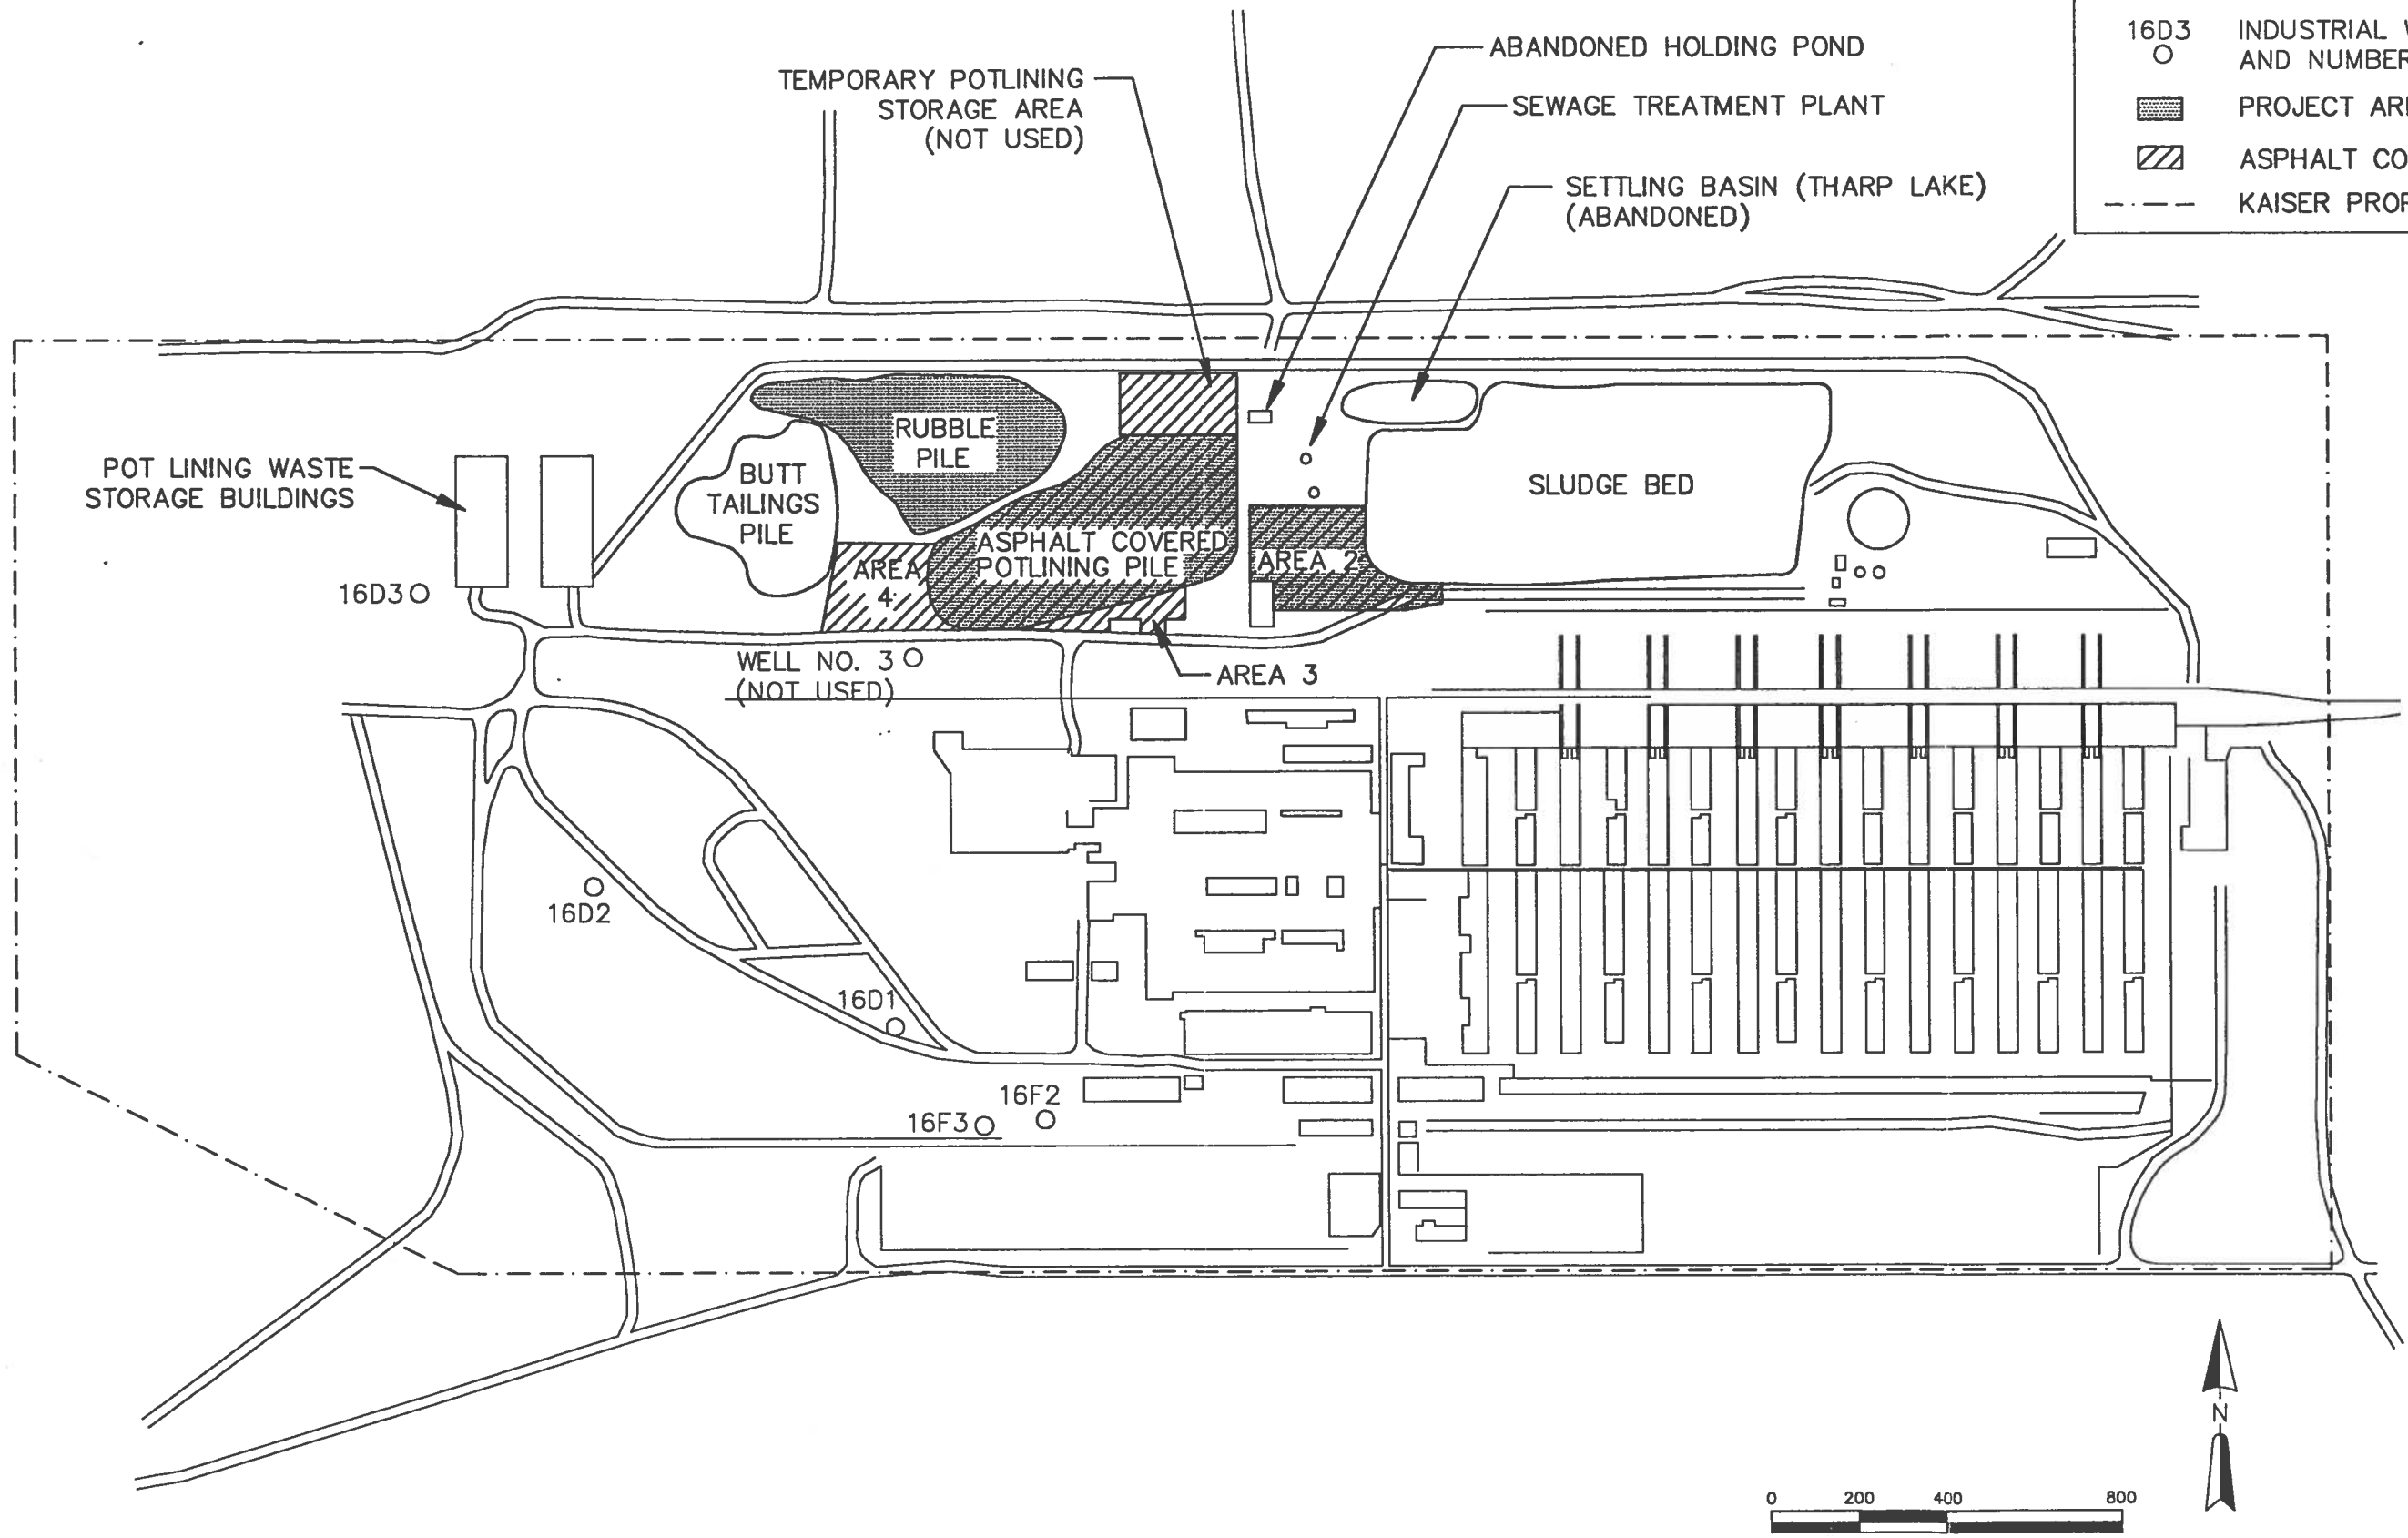 ABANDONED HOLDING POND
TEMPORARY POTLINING
STORAGE AREA
(NOT USED)
SEWAGE TREATMENT PLANT
SETTLING BASIN (THARP LAKE)
(ABANDONED)
16D3 INDUSTRIAL
AND NUMBER
PROJECT
ASPHALT
KAISER
RUBBLE
PILE
POT LINING WASTE
STORAGE BUILDINGS
BUTT
TAILINGS
PILE
SLUDGE BED
ASPHALT COVERED
POTLINING PILE
AREA 2
AREA
4
16D3
WELL NO. 3
(NOT USED)
AREA 3
16D2
16D1
16F2
16F3
N
0 200 400 800